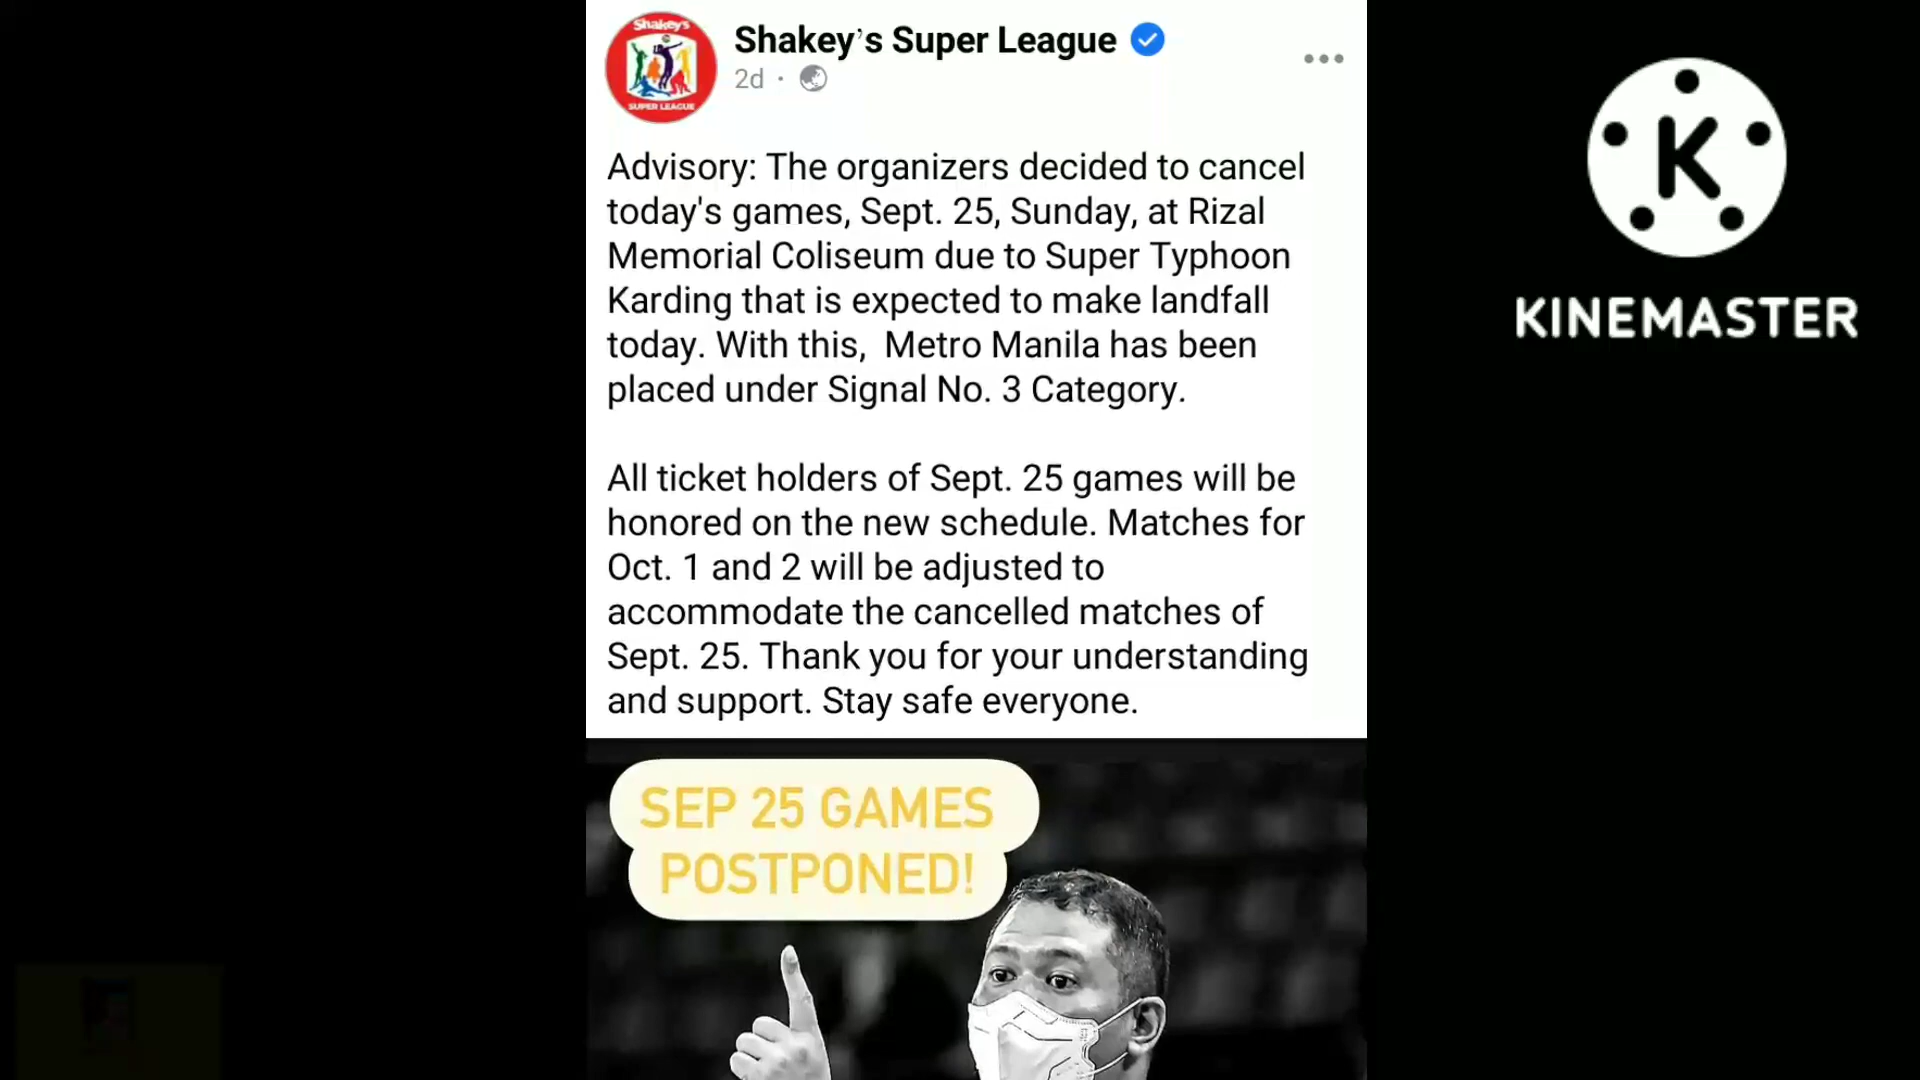 Shakey's
SUPER LEAGUE
Shakey's Super League
2d ·
Advisory: The organizers decided to cancel
today's games, Sept. 25, Sunday, at Rizal
Memorial Coliseum due to Super Typhoon
Karding that is expected to make landfall
today. With this,  Metro Manila has been
placed under Signal No. 3 Category.
All ticket holders of Sept. 25 games will be
honored on the new schedule. Matches for
Oct. 1 and 2 will be adjusted to
accommodate the cancelled matches of
Sept. 25. Thank you for your understanding
and support. Stay safe everyone.
SEP 25 GAMES
POSTPONED!
K
KINEMASTER